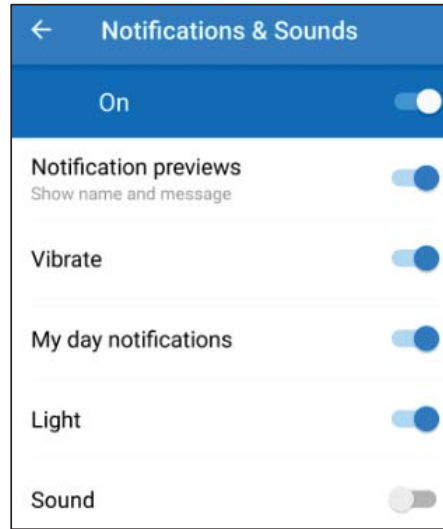 Notifications & Sounds
On
Notification previews
Show name and message
Vibrate
My day notifications
Light
Sound